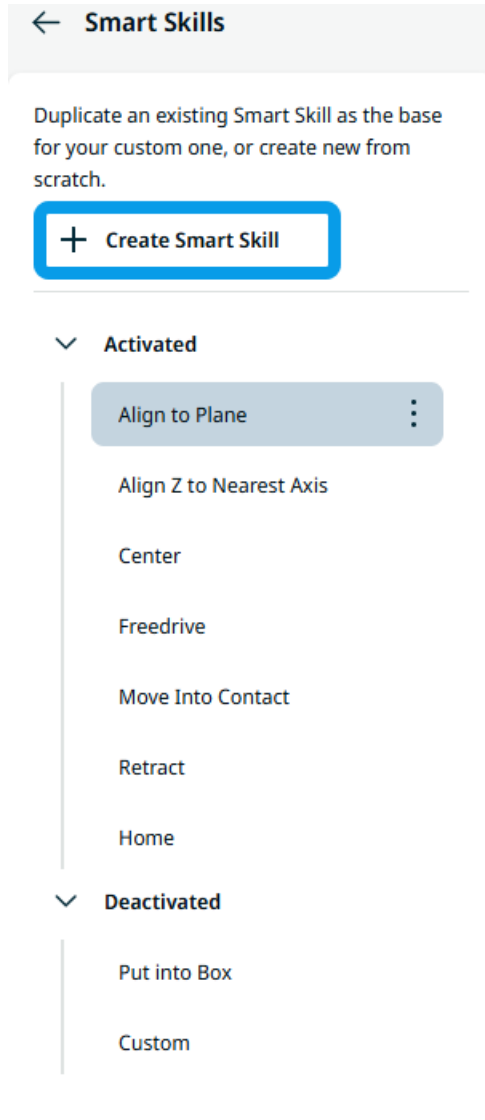 Smart Skills
Duplicate an existing Smart Skill as the base
for your custom one, or create new from
scratch.
Create Smart Skill
Activated
Align to Plane
Align Z to Nearest Axis
Center
Freedrive
Move Into Contact
Retract
Home
Deactivated
Put into Box
Custom